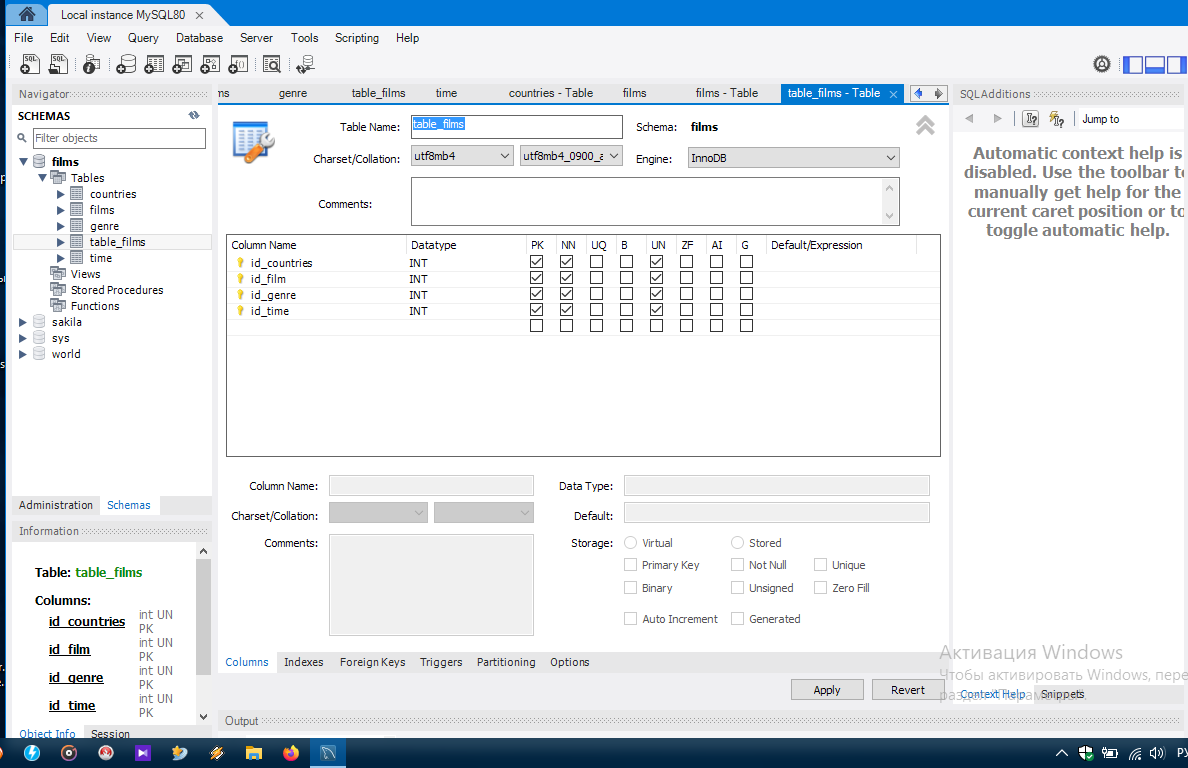 Local instance MySQL80
File Edit View Query Database Server Tools Scripting Help
Navigator
SCHEMAS
Filter objects
films
Tables
countries
films
genre
table_films
time
Views
Stored Procedures
Functions
sakila
sys
world
Administration Schemas
Information
Table: table_films
Columns:
id_countries int UN
PK
id_film int UN
PK
id_genre int UN
PK
id_time int UN
PK
Object Info Session
ms genre table_films time countries - Table films films - Table table_films - Table
Table Name: table_films Schema: films
Charset/Collation: utf8mb4 utf8mb4_0900_a Engine: InnoDB
Comments:
Column Name Datatype PK NN UQ B UN ZF AI G Default/Expression
id_countries INT
id_film INT
id_genre INT
id_time INT
Column Name: Data Type:
Charset/Collation: Default:
Comments: Storage: Virtual Stored
Primary Key Not Null Unique
Binary Unsigned Zero Fill
Auto Increment Generated
Columns Indexes Foreign Keys Triggers Partitioning Options
Apply Revert
Output
SQLAdditions
Jump to
Automatic context help is
disabled. Use the toolbar to
manually get help for the
current caret position or to
toggle automatic help.
Активация Windows
Чтобы активировать Windows, пере
Context Help Snippets
РУ